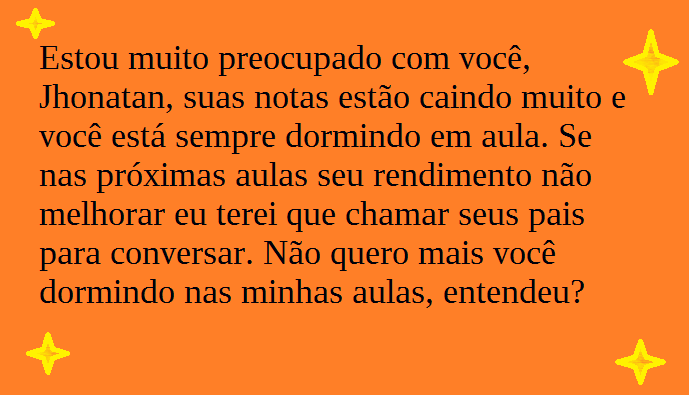 Estou muito preocupado com você,
Jhonatan, suas notas estão caindo muito e
você está sempre dormindo em aula. Se
nas próximas aulas seu rendimento não
melhorar eu terei que chamar seus pais
para conversar. Não quero mais você
dormindo nas minhas aulas, entendeu?